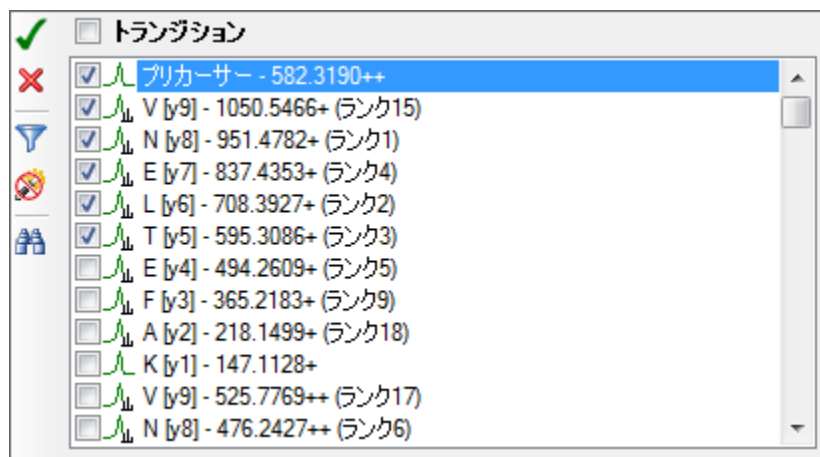 トランジション
プリカーサー - 582.3190++
V [y9] - 1050.5466+ (ランク15)
N [y8] - 951.4782+ (ランク1)
E [y7] - 837.4353+ (ランク4)
L [y6] - 708.3927+ (ランク2)
T [y5] - 595.3086+ (ランク3)
E [y4] - 494.2609+ (ランク5)
F [y3] - 365.2183+ (ランク9)
A [y2] - 218.1499+ (ランク18)
K [y1] - 147.1128+
V [y9] - 525.7769++ (ランク17)
N [y8] - 476.2427++ (ランク6)